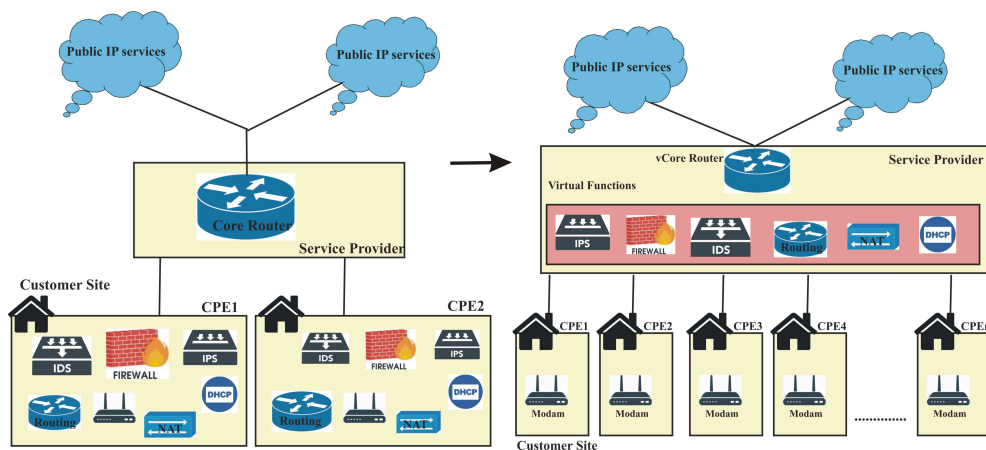 Public IP services
Public IP services
Core Router
Service Provider
Customer Site
CPE1
IDS
FIREWALL
IPS
DHCP
Routing
NAT
CPE2
IDS
FIREWALL
IPS
DHCP
Routing
NAT
Public IP services
Public IP services
vCore Router
Service Provider
Virtual Functions
IPS
FIREWALL
IDS
Routing
NAT
DHCP
CPE1
CPE2
CPE3
CPE4
Modam
Modam
Modam
Modam
Modam
Customer Site